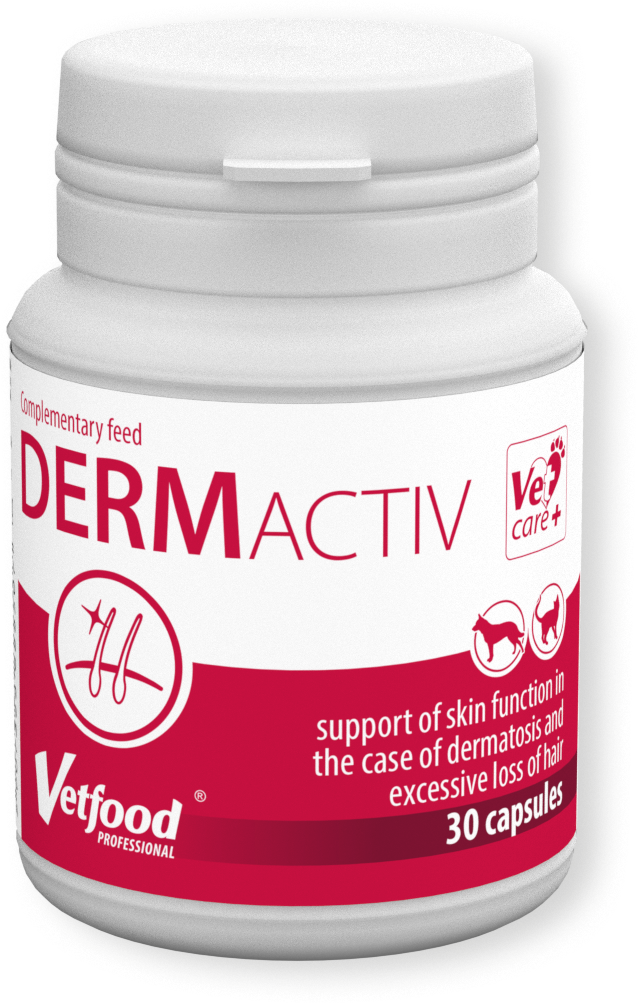 Complementary feed
DERMACTIV
Vet
care +
support of skin function in
the case of dermatosis and
excessive loss of hair
30 capsules
Vetfood ®
PROFESSIONAL